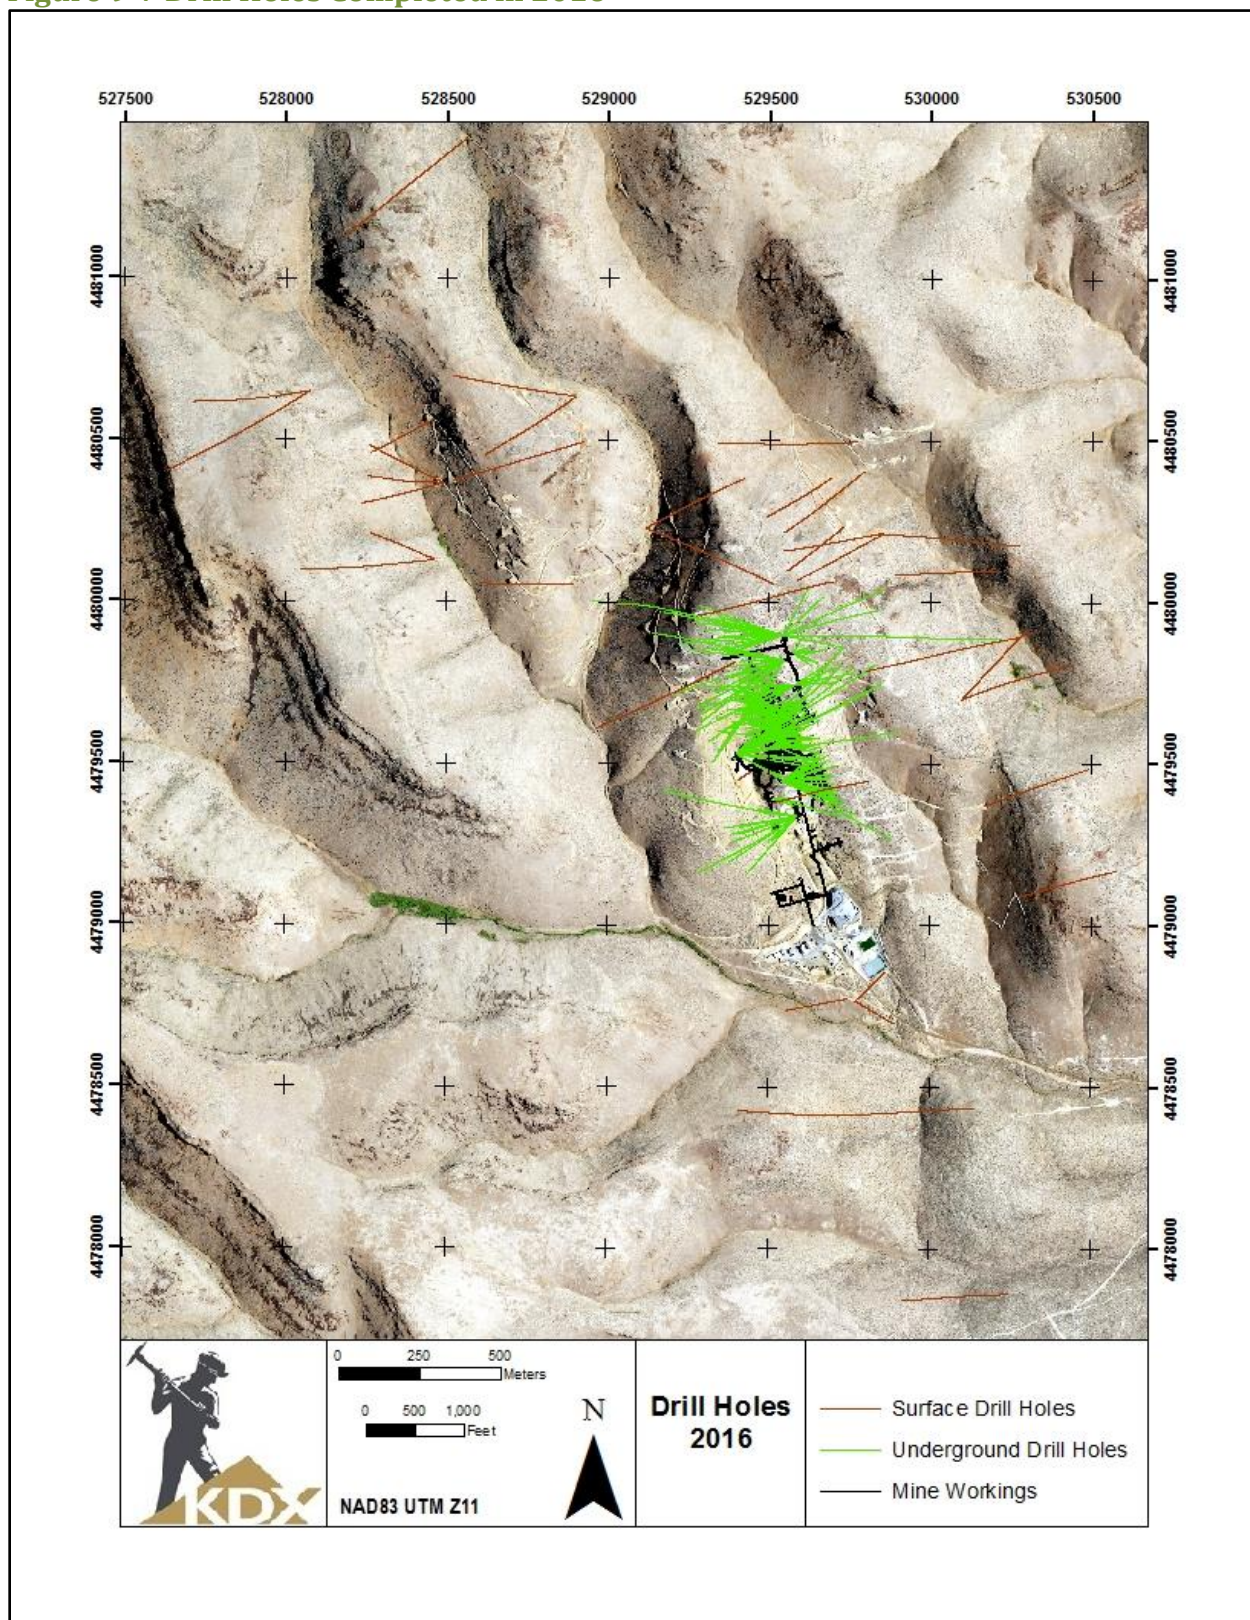 527500 528000 528500 529000 529500 530000 530500
4481000 4481000
4480500 4480500
4480000 4480000
4479500 4479500
4479000 4479000
4478500 4478500
4478000 4478000
0 250 500
Meters
0 500 1,000
Feet
N
NAD83 UTM Z11
KDX
Drill Holes
2016
Surface Drill Holes
Underground Drill Holes
Mine Workings